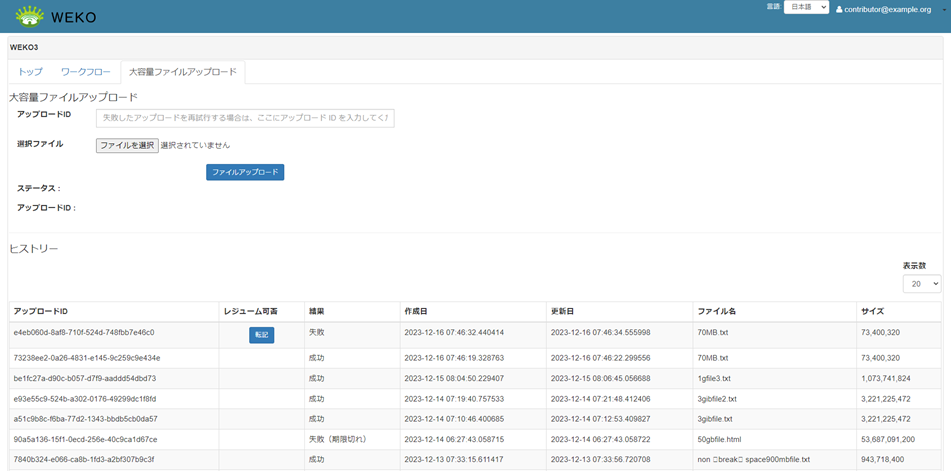 WEKO
言語:
日本語
contributor@example.org
WEKO3
トップ
ワークフロー
大容量ファイルアップロード
大容量ファイルアップロード
アップロードID
失敗したアップロードを再試行する場合は、ここにアップロード ID を入力してくだ
選択ファイル
ファイルを選択 選択されていません
ファイルアップロード
ステータス :
アップロードID :
ヒストリー
表示数
20
アップロードID レジューム可否 結果 作成日 更新日 ファイル名 サイズ
e4eb060d-8af8-710f-524d-748fbb7e46c0 転記 失敗 2023-12-16 07:46:32.440414 2023-12-16 07:46:34.555998 70MB.txt 73,400,320
73238ee2-0a26-4831-e145-9c259c9e434e 成功 2023-12-16 07:46:19.328763 2023-12-16 07:46:22.299556 70MB.txt 73,400,320
be1fc27a-d90c-b057-d7f9-aaddd54dbd73 成功 2023-12-15 08:04:50.229407 2023-12-15 08:06:45.056688 1gfile3.txt 1,073,741,824
e93e55c9-524b-a302-0176-49299dc1f8fd 成功 2023-12-14 07:19:40.757533 2023-12-14 07:21:48.412406 3gibfile2.txt 3,221,225,472
a51c9b8c-f6ba-77d2-1343-bbdb5cb0da57 成功 2023-12-14 07:10:46.400685 2023-12-14 07:12:53.409827 3gibfile.txt 3,221,225,472
90a5a136-15f1-0ecd-256e-40c9ca1d67ce 失敗（期限切れ） 2023-12-14 06:27:43.058715 2023-12-14 06:27:43.058722 50gbfile.html 53,687,091,200
7840b324-e066-ca8b-1fd3-a2bf307b9c3f 成功 2023-12-13 07:33:15.611417 2023-12-13 07:33:56.720708 non □break□ space900mbfile.txt 943,718,400